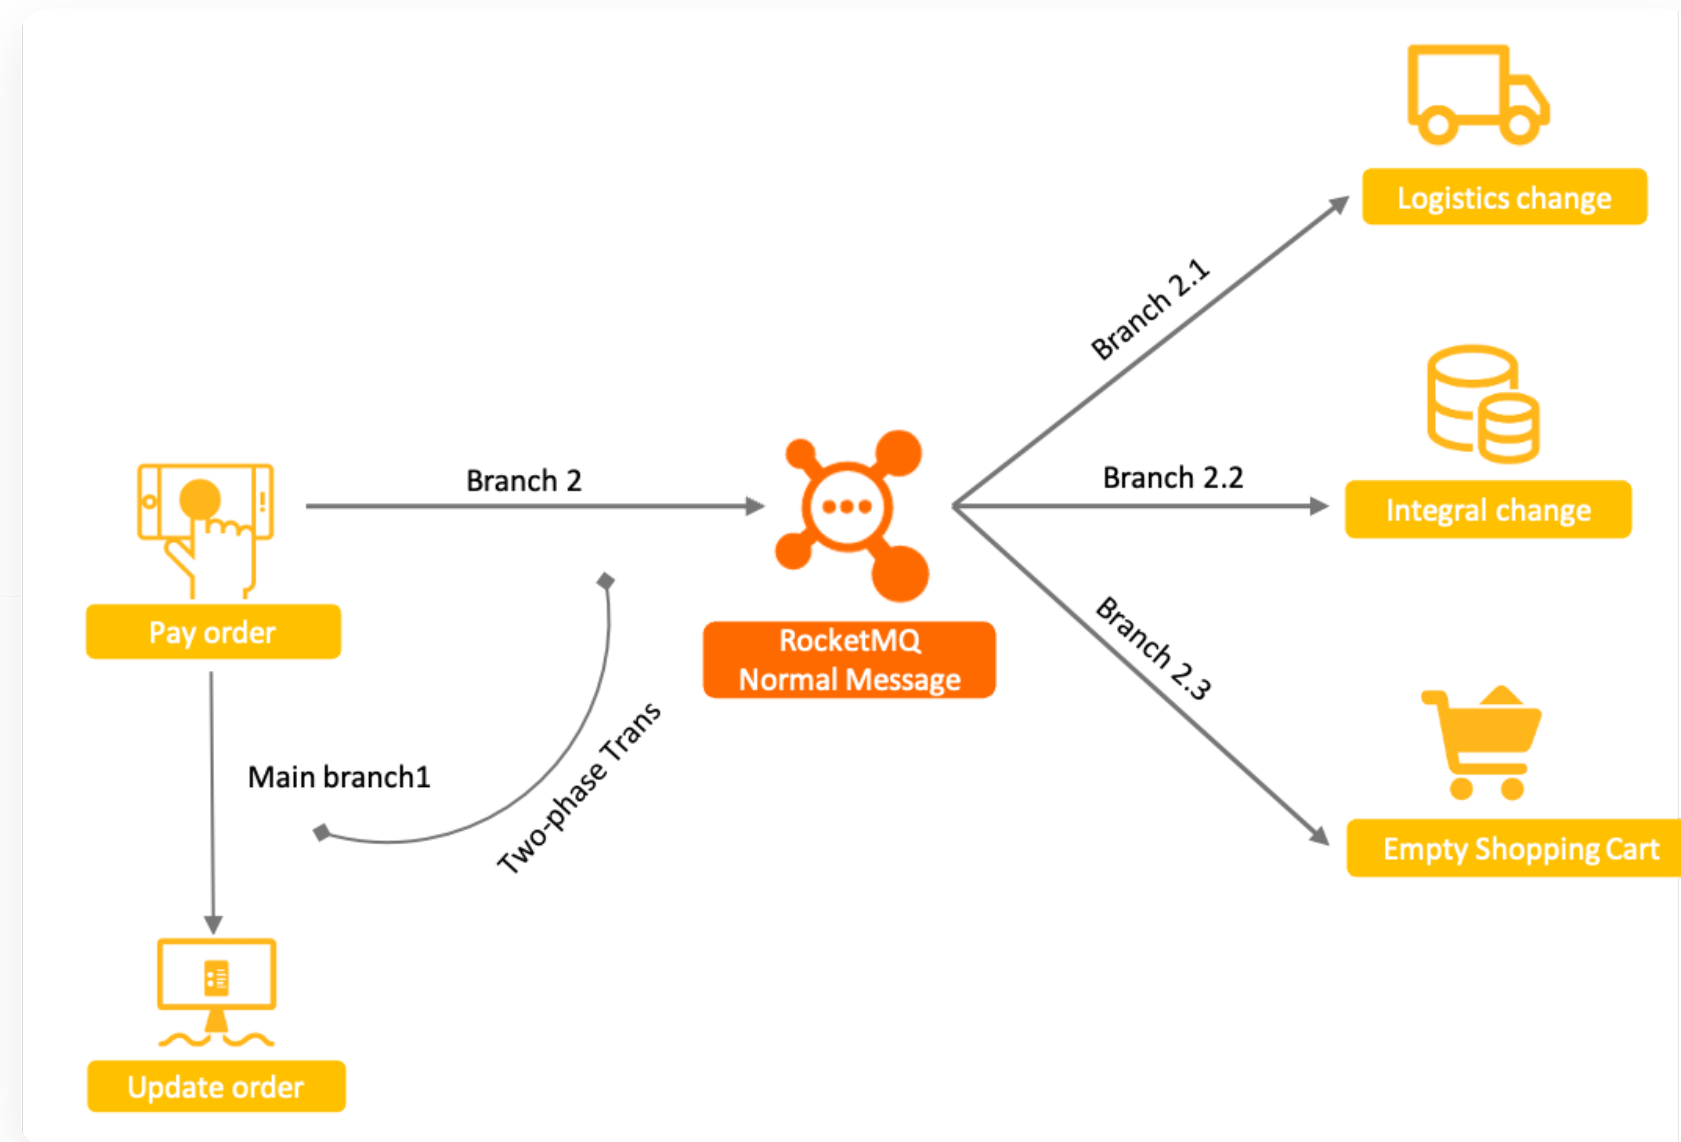 Logistics change
Branch 2.1
Branch 2
Branch 2.2
Integral change
Pay order
RocketMQ
Normal Message
Branch 2.3
Main branch1
Two-phase Trans
Empty Shopping Cart
Update order